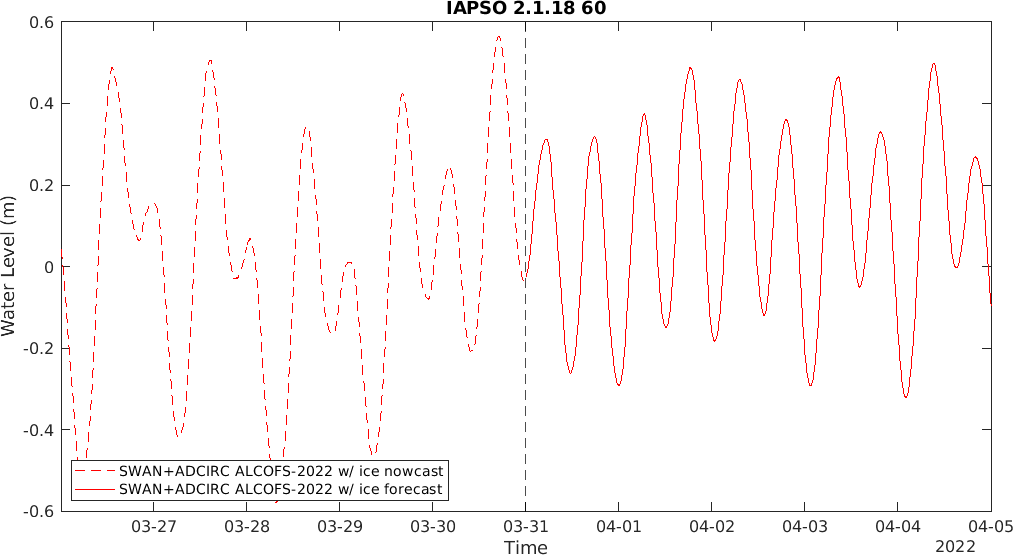 IAPSO 2.1.18 60
0.6
0.4
0.2
0
-0.2
-0.4
-0.6
Water Level (m)
SWAN+ADCIRC ALCOFS-2022 w/ ice nowcast
SWAN+ADCIRC ALCOFS-2022 w/ ice forecast
03-27 03-28 03-29 03-30 03-31 04-01 04-02 04-03 04-04 04-05
Time
2022